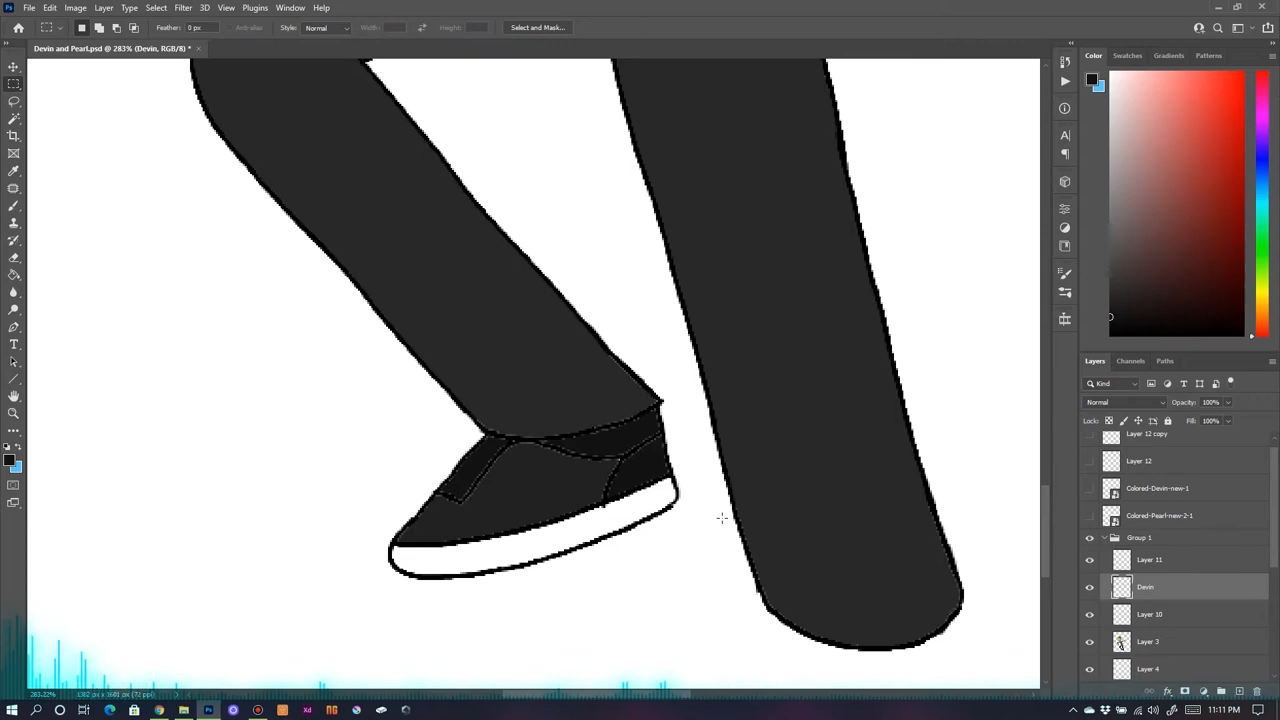 Ps File Edit Image Layer Type Select Filter 3D View Plugins Window Help
Feather: 0 px Anti-alias Style: Normal Width: Height: Select and Mask...
Devin and Pearl.psd @ 283% (Devin, RGB/8) *
Color Swatches Gradients Patterns
Layers Channels Paths
Kind
Normal Opacity: 100%
Lock: Fill: 100%
Layer 12 copy
Layer 12
Colored-Devin-new-1
Colored-Pearl-new-2-1
Group 1
Layer 11
Devin
Layer 10
Layer 3
Layer 4
11:11 PM